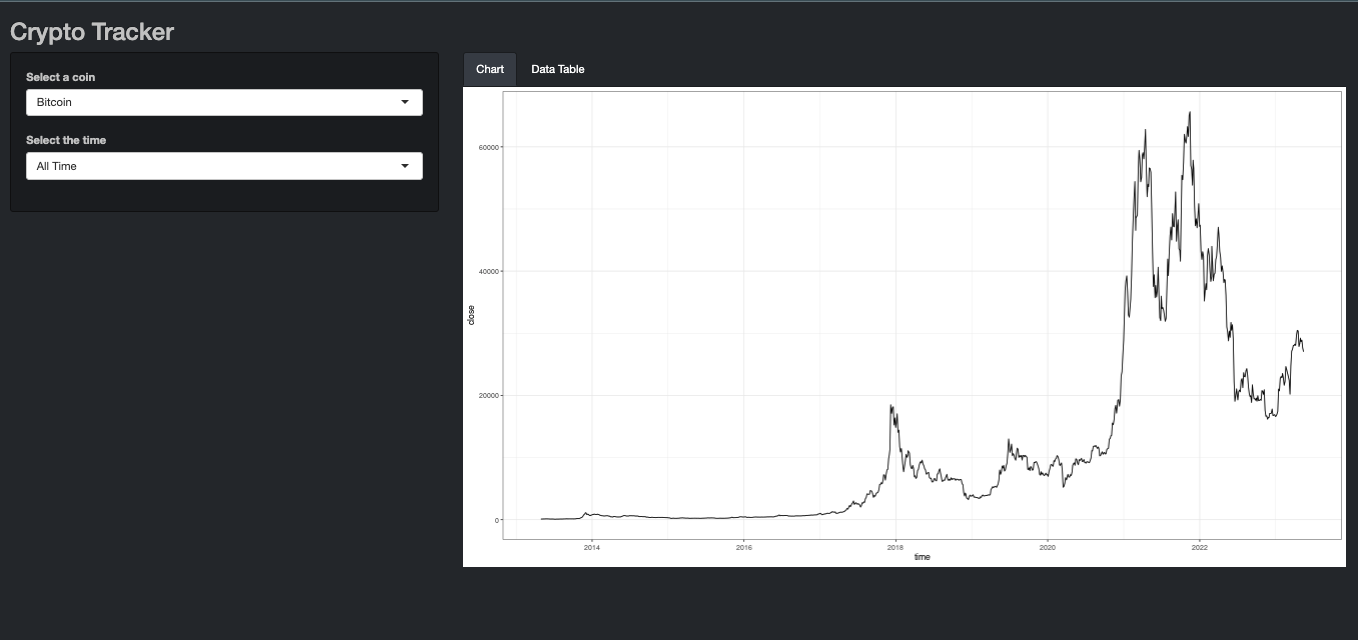 Crypto Tracker
Select a coin
Bitcoin
Select the time
All Time
Chart
Data Table
close
60000
40000
20000
0
2014
2016
2018
2020
2022
time